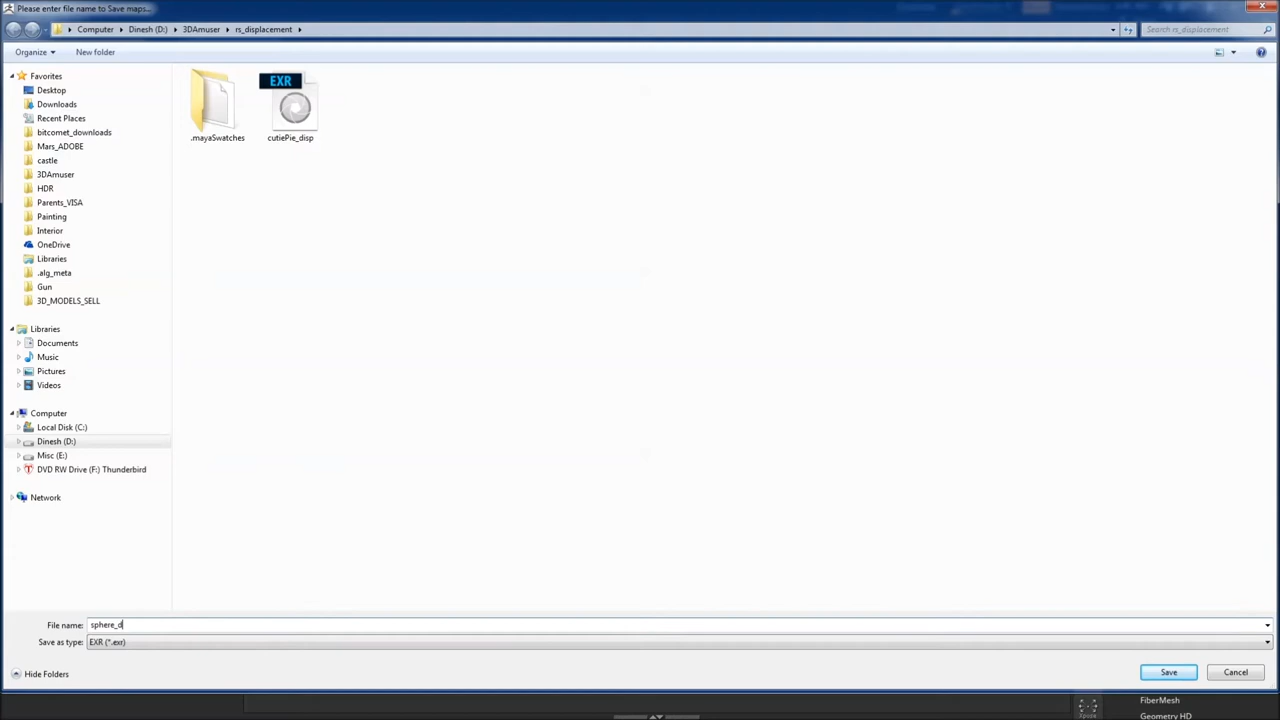 Please enter file name to Save maps...
Computer
Dinesh (D:)
3DAmuser
rs_displacement
Search rs_displacement
Organize
New folder
Favorites
Desktop
Downloads
Recent Places
bitcomet_downloads
Mars_ADOBE
castle
3DAmuser
HDR
Parents_VISA
Painting
Interior
OneDrive
Libraries
.alg_meta
Gun
3D_MODELS_SELL
Libraries
Documents
Music
Pictures
Videos
Computer
Local Disk (C:)
Dinesh (D:)
Misc (E:)
DVD RW Drive (F:) Thunderbird
Network
.mayaSwatches
EXR
cutiePie_disp
File name: sphere_d
Save as type: EXR (*.exr)
Hide Folders
Save
Cancel
FiberMesh
Geometry HD